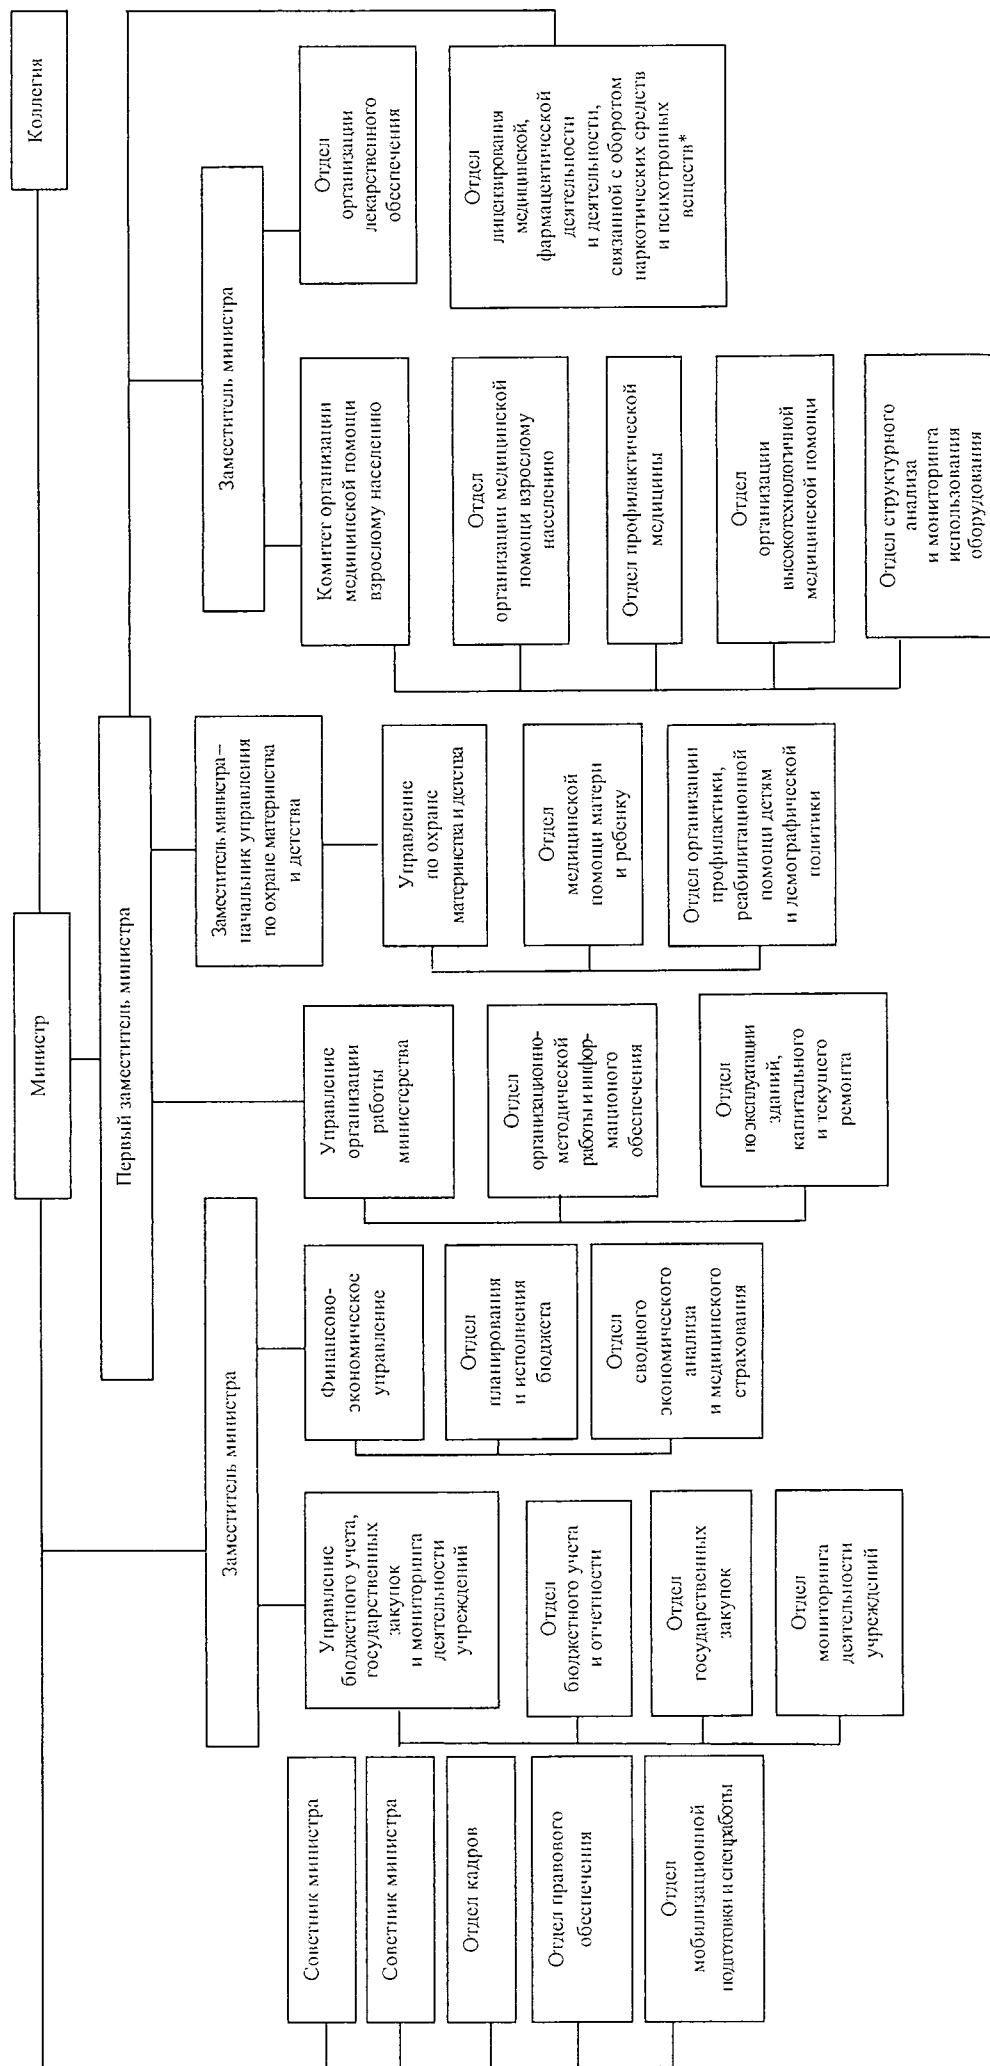 Министр
Коллегия
Первый заместитель министра
Заместитель министра
Заместитель министра–
начальник управления
по охране материнства
и детства
Заместитель министра
Советник министра
Советник министра
Отдел кадров
Отдел правового
обеспечения
Отдел
мобилизационной
подготовки и спецработы
Управление
бюджетного учета,
государственных
закупок
и мониторинга
деятельности
учреждений
Отдел
бюджетного учета
и отчетности
Отдел
государственных
закупок
Отдел
мониторинга
деятельности
учреждений
Финансово-
экономическое
управление
Отдел
планирования
и исполнения
бюджета
Отдел
сводного
экономического
анализа
и медицинского
страхования
Управление
организации
работы
министерства
Отдел
организационно-
методической
работы и инфор-
мационого
обеспечения
Отдел
по эксплуатации
зданий,
капитального
и текущего
ремонта
Управление
по охране
материнства и детства
Отдел
медицинской
помощи матери
и ребенку
Отдел организации
профилактики,
реабилитационной
помощи детям
и демографической
политики
Комитет организации
медицинской помощи
взрослому населению
Отдел
организации медицинской
помощи взрослому
населению
Отдел профилактической
медицины
Отдел
организации
высокотехнологичной
медицинской помощи
Отдел структурного
анализа
и мониторинга
использования
оборудования
Отдел
организации
лекарственного
обеспечения
Отдел
лицензирования
медицинской,
фармацевтической
деятельности
и деятельности,
связанной с оборотом
наркотических средств
и психотронных
веществ*